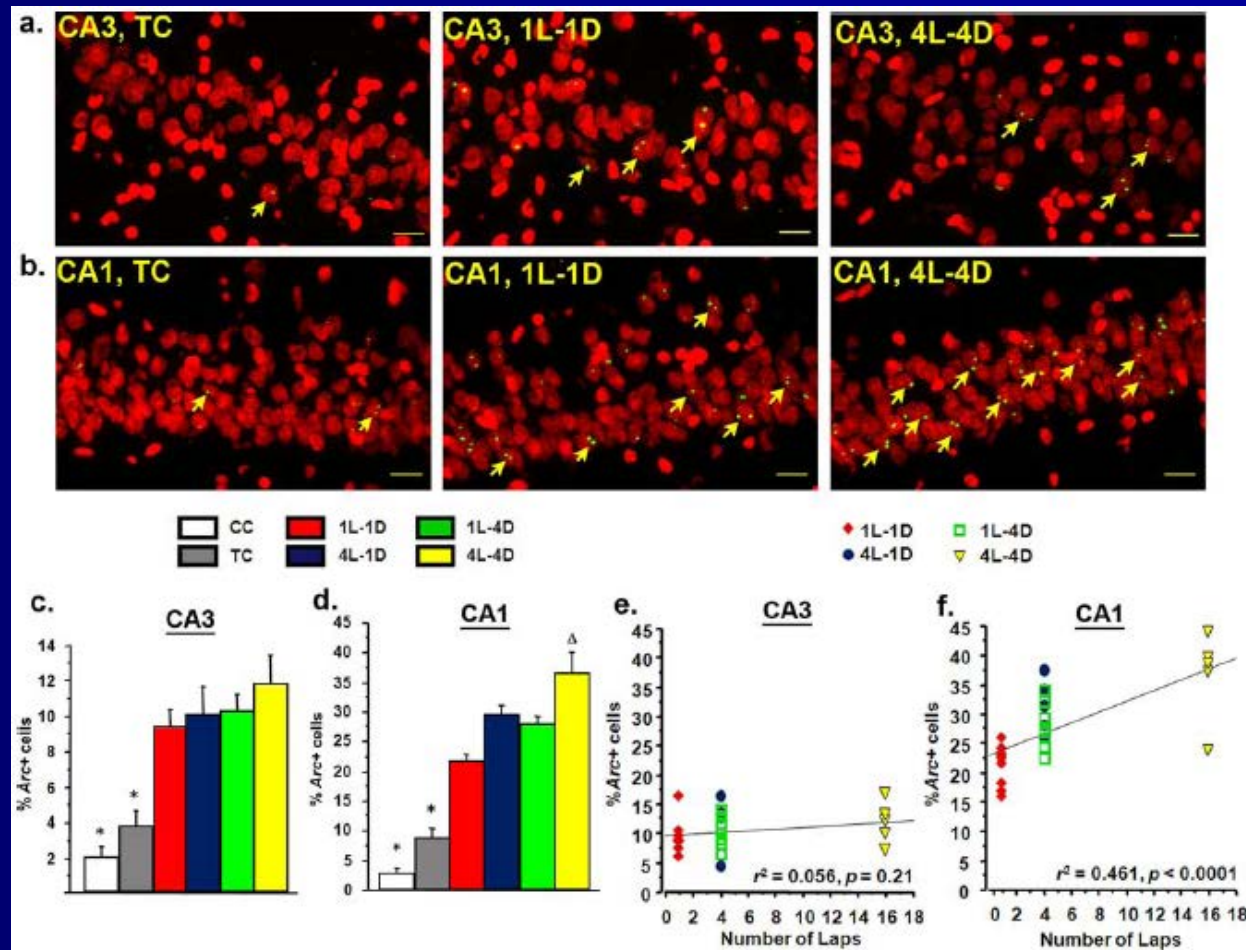 a.
CA3, TC
CA3, 1L-1D
CA3, 4L-4D
b.
CA1, TC
CA1, 1L-1D
CA1, 4L-4D
CC
1L-1D
1L-4D
TC
4L-1D
4L-4D
1L-1D
1L-4D
4L-1D
4L-4D
c.
CA3
% Arc+ cells
14
12
10
8
6
4
2
*
*
d.
CA1
% Arc+ cells
45
40
35
30
25
20
15
10
5
0
*
*
Δ
e.
CA3
%Arc+ cells
45
40
35
30
25
20
15
10
5
0
r² = 0.056, p = 0.21
0 2 4 6 8 10 12 14 16 18
Number of Laps
f.
CA1
%Arc+ cells
45
40
35
30
25
20
15
10
5
0
r² = 0.461, p < 0.0001
0 2 4 6 8 10 12 14 16 18
Number of Laps